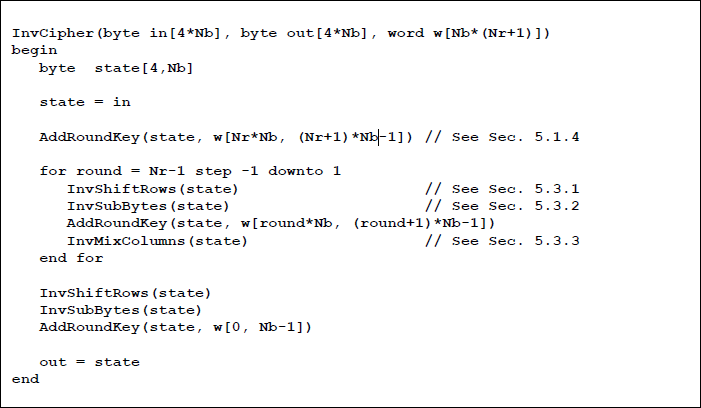 InvCipher(byte in[4*Nb], byte out[4*Nb], word w[Nb*(Nr+1)])
begin
byte state[4,Nb]
state = in
AddRoundKey(state, w[Nr*Nb, (Nr+1)*Nb-1]) // See Sec. 5.1.4
for round = Nr-1 step -1 downto 1
InvShiftRows(state) // See Sec. 5.3.1
InvSubBytes(state) // See Sec. 5.3.2
AddRoundKey(state, w[round*Nb, (round+1)*Nb-1])
InvMixColumns(state) // See Sec. 5.3.3
end for
InvShiftRows(state)
InvSubBytes(state)
AddRoundKey(state, w[0, Nb-1])
out = state
end